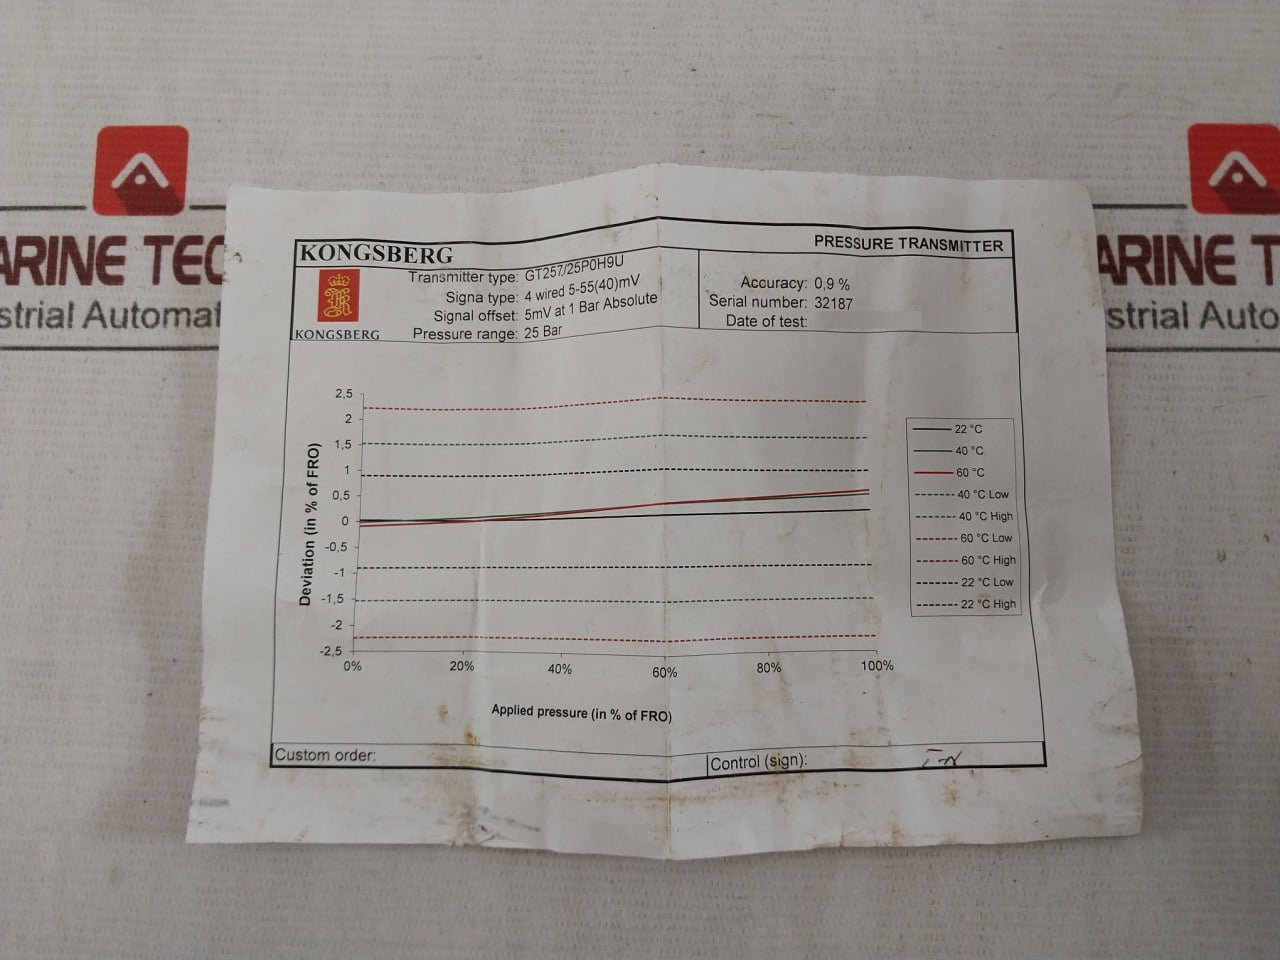 ARINE TEC
strial Automat
ARINE TE
strial Auto
KONGSBERG
PRESSURE TRANSMITTER
KONGSBERG
Transmitter type: GT257/25P0H9U
Signa type: 4 wired 5-55(40)mV
Signal offset: 5mV at 1 Bar Absolute
Pressure range: 25 Bar
Accuracy: 0,9 %
Serial number: 32187
Date of test:
Deviation (in % of FRO)
2,5
2
1,5
1
0,5
0
-0,5
-1
-1,5
-2
-2,5
0% 20% 40% 60% 80% 100%
Applied pressure (in % of FRO)
22 °C
40 °C
60 °C
40 °C Low
40 °C High
60 °C Low
60 °C High
22 °C Low
22 °C High
Custom order:
Control (sign):